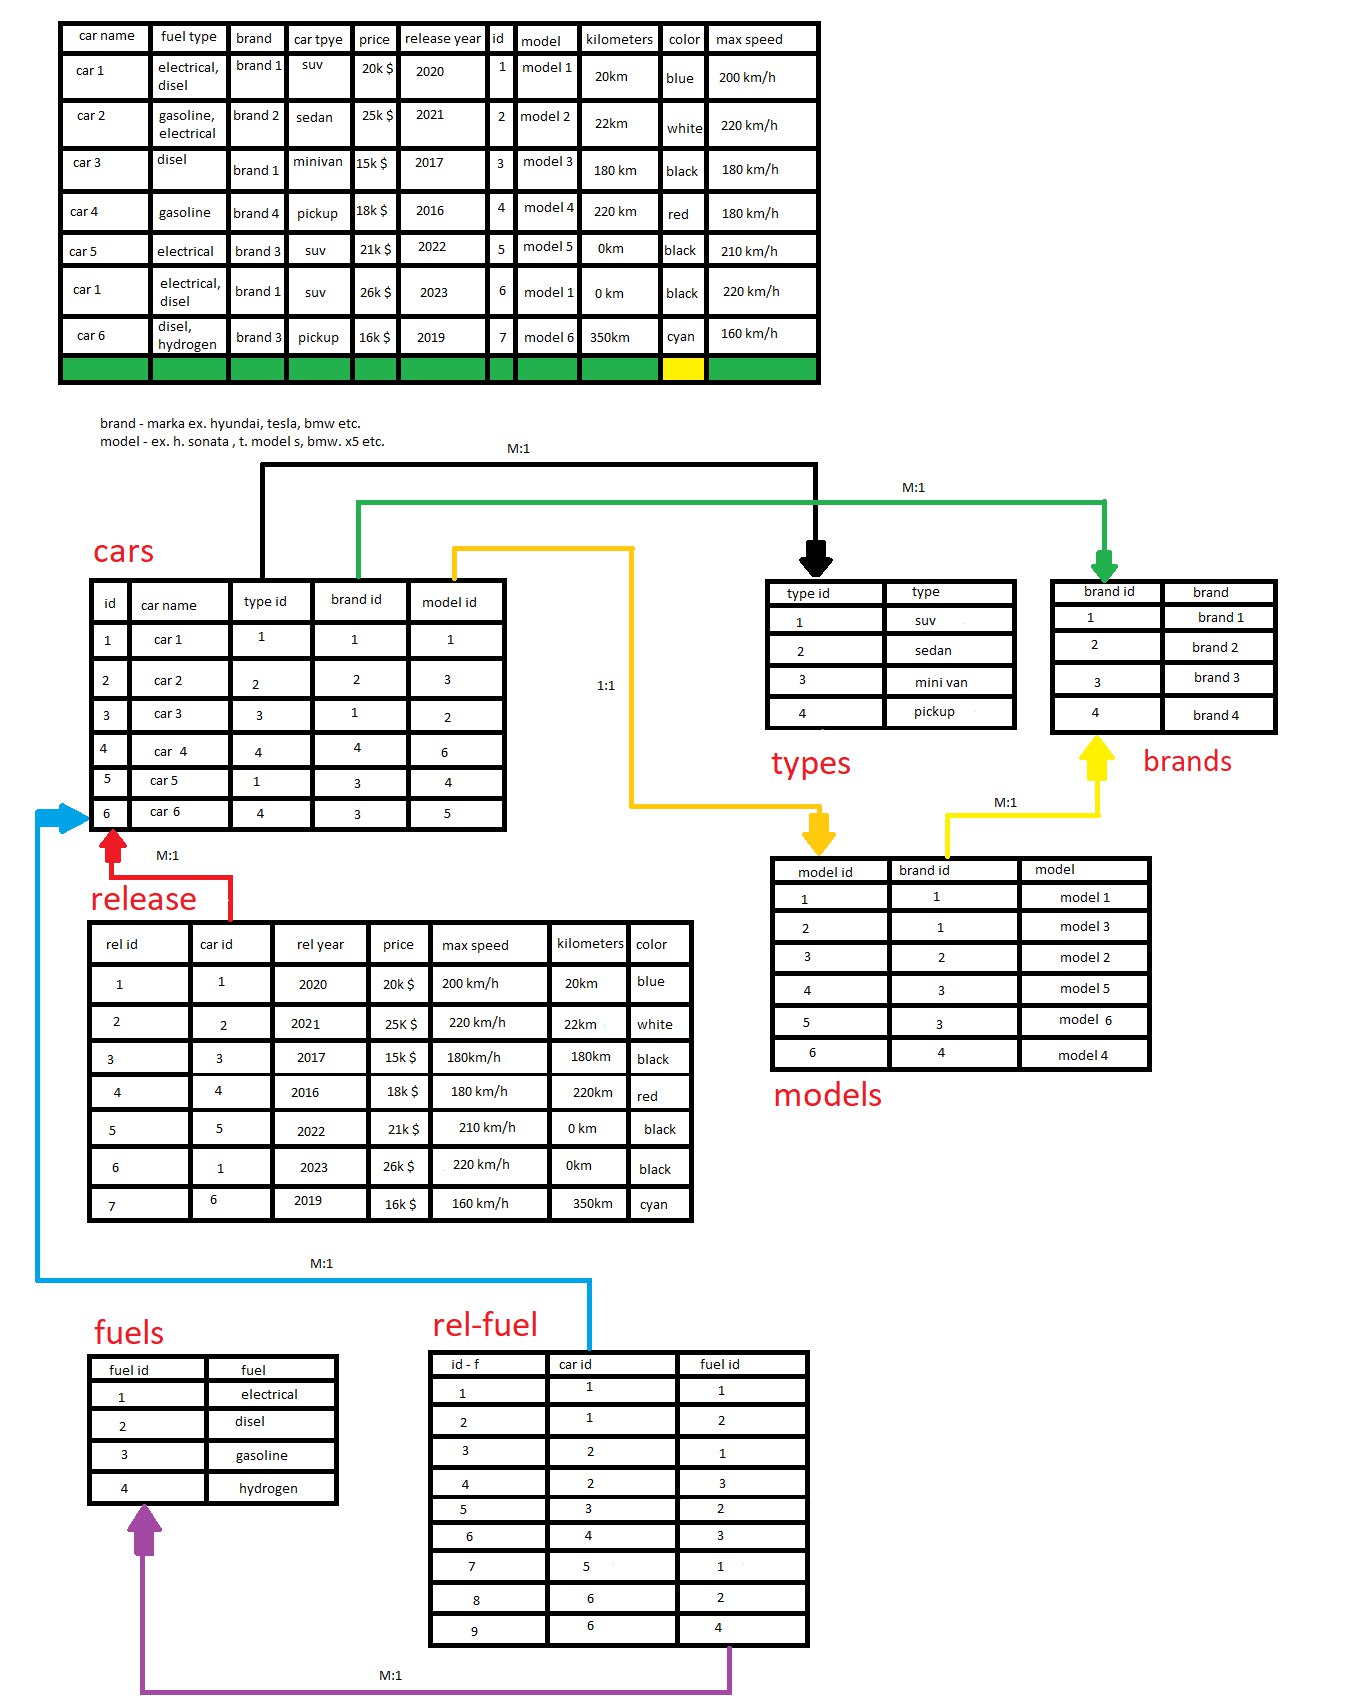 car name fuel type brand car tpye price release year id model kilometers color max speed
car 1 electrical, disel brand 1 suv 20k $ 2020 1 model 1 20km blue 200 km/h
car 2 gasoline, electrical brand 2 sedan 25k $ 2021 2 model 2 22km white 220 km/h
car 3 disel brand 1 minivan 15k $ 2017 3 model 3 180 km black 180 km/h
car 4 gasoline brand 4 pickup 18k $ 2016 4 model 4 220 km red 180 km/h
car 5 electrical brand 3 suv 21k $ 2022 5 model 5 0km black 210 km/h
car 1 electrical, disel brand 1 suv 26k $ 2023 6 model 1 0 km black 220 km/h
car 6 disel, hydrogen brand 3 pickup 16k $ 2019 7 model 6 350km cyan 160 km/h
brand - marka ex. hyundai, tesla, bmw etc.
model - ex. h. sonata , t. model s, bmw. x5 etc.
M:1
M:1
cars
id car name type id brand id model id
1 car 1 1 1 1
2 car 2 2 2 3
3 car 3 3 1 2
4 car 4 4 4 6
5 car 5 1 3 4
6 car 6 4 3 5
1:1
type id type
1 suv
2 sedan
3 mini van
4 pickup
types
brand id brand
1 brand 1
2 brand 2
3 brand 3
4 brand 4
brands
M:1
M:1
release
rel id car id rel year price max speed kilometers color
1 1 2020 20k $ 200 km/h 20km blue
2 2 2021 25K $ 220 km/h 22km white
3 3 2017 15k $ 180km/h 180km black
4 4 2016 18k $ 180 km/h 220km red
5 5 2022 21k $ 210 km/h 0 km black
6 1 2023 26k $ 220 km/h 0km black
7 6 2019 16k $ 160 km/h 350km cyan
model id brand id model
1 1 model 1
2 1 model 3
3 2 model 2
4 3 model 5
5 3 model 6
6 4 model 4
models
M:1
fuels
fuel id fuel
1 electrical
2 disel
3 gasoline
4 hydrogen
rel-fuel
id - f car id fuel id
1 1 1
2 1 2
3 2 1
4 2 3
5 3 2
6 4 3
7 5 1
8 6 2
9 6 4
M:1